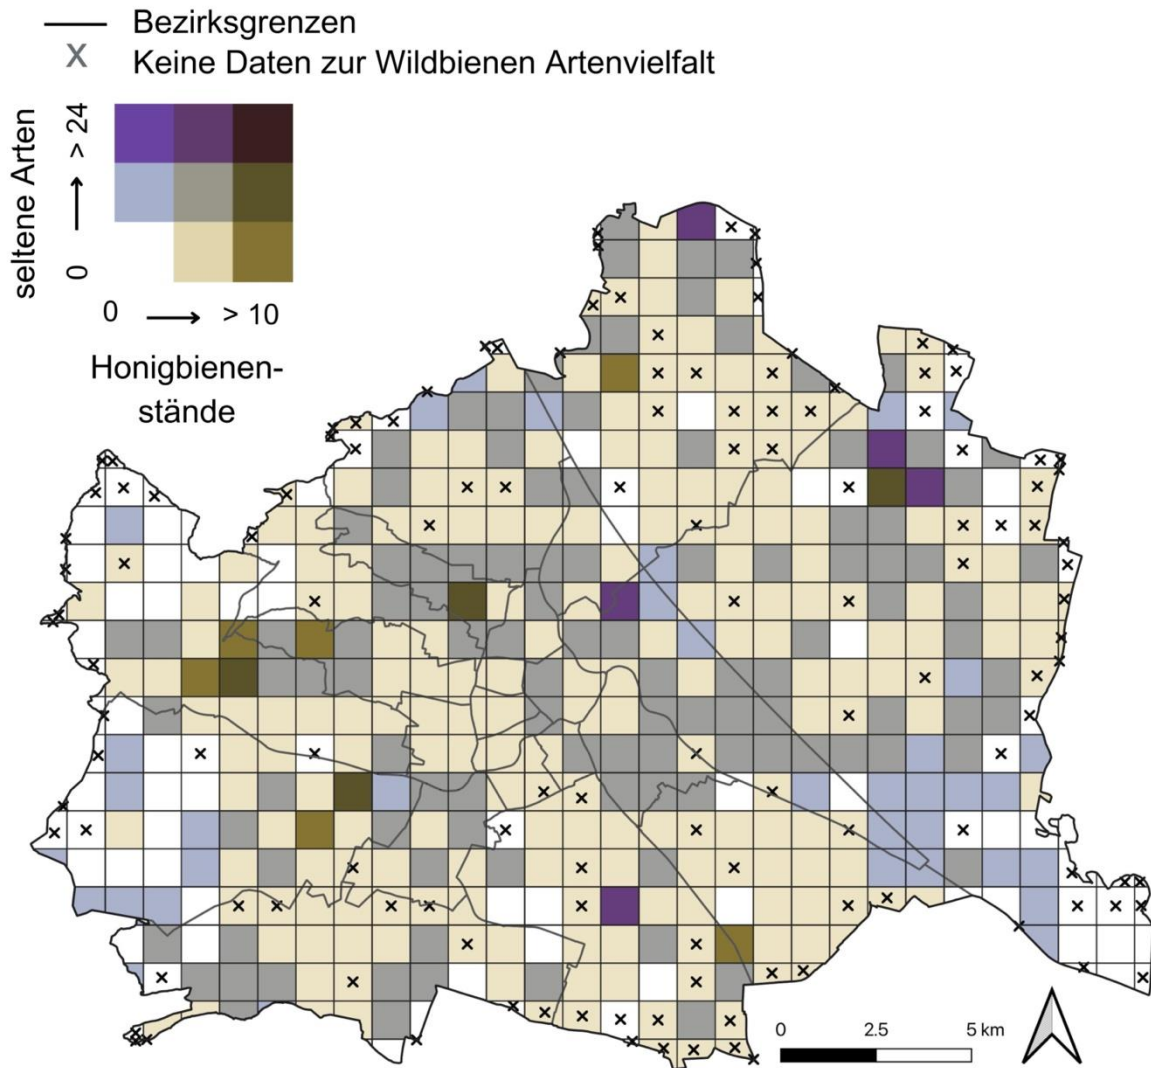 Bezirksgrenzen
X Keine Daten zur Wildbienen Artenvielfalt
seltene Arten
0 → > 24
0 → > 10
Honigbienen-
stände
0 2.5 5 km